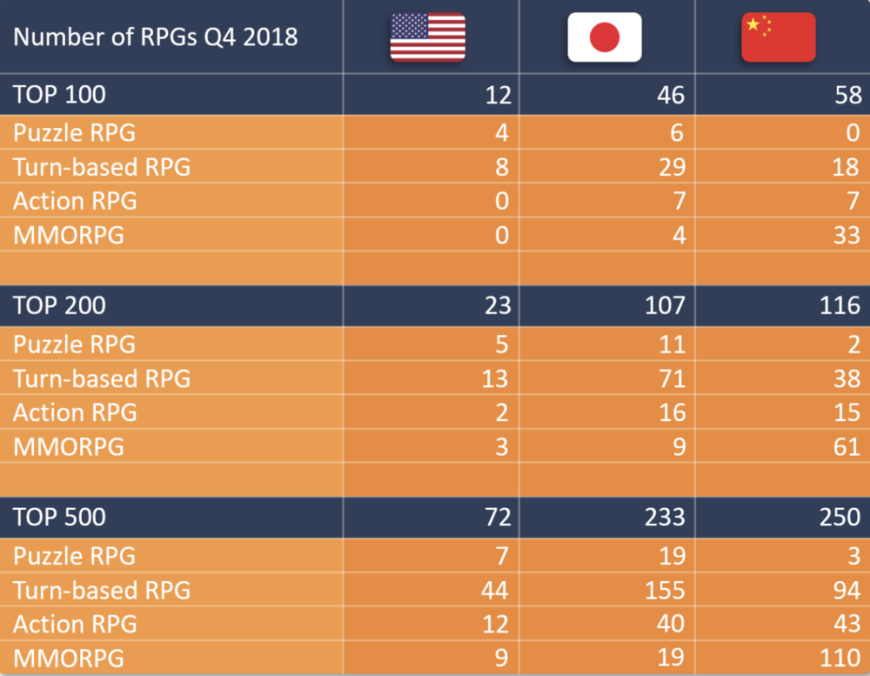 Number of RPGs Q4 2018
TOP 100 12 46 58
Puzzle RPG 4 6 0
Turn-based RPG 8 29 18
Action RPG 0 7 7
MMORPG 0 4 33
TOP 200 23 107 116
Puzzle RPG 5 11 2
Turn-based RPG 13 71 38
Action RPG 2 16 15
MMORPG 3 9 61
TOP 500 72 233 250
Puzzle RPG 7 19 3
Turn-based RPG 44 155 94
Action RPG 12 40 43
MMORPG 9 19 110